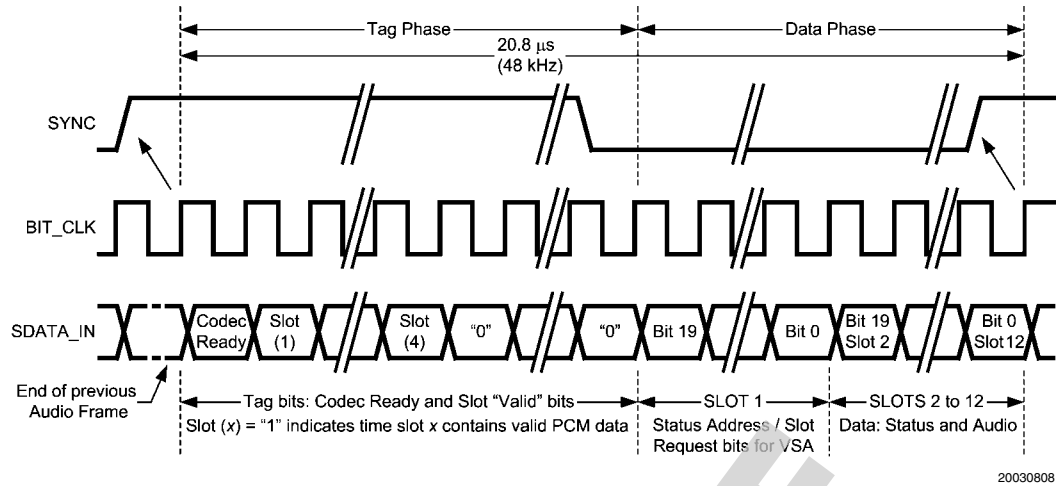 Tag Phase
Data Phase
20.8 µs
(48 kHz)
SYNC
BIT_CLK
SDATA_IN
Codec
Ready
Slot
(1)
Slot
(4)
“0”
“0”
Bit 19
Bit 0
Bit 19
Slot 2
Bit 0
Slot 12
End of previous
Audio Frame
Tag bits: Codec Ready and Slot “Valid” bits
Slot (x) = “1” indicates time slot x contains valid PCM data
SLOT 1
Status Address / Slot
Request bits for VSA
SLOTS 2 to 12
Data: Status and Audio
20030808